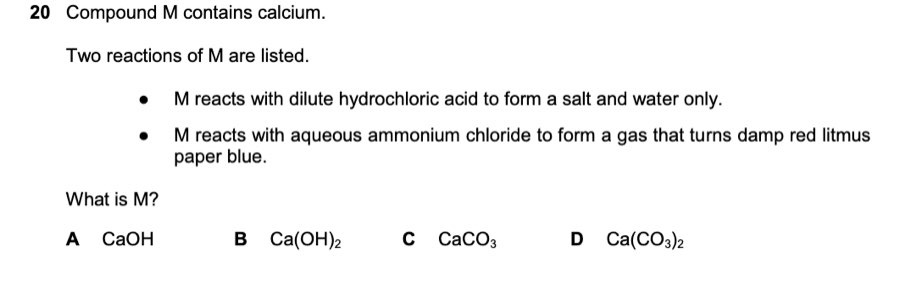 20 Compound M contains calcium.
Two reactions of M are listed.
• M reacts with dilute hydrochloric acid to form a salt and water only.
• M reacts with aqueous ammonium chloride to form a gas that turns damp red litmus
paper blue.
What is M?
A CaOH B Ca(OH)₂ C CaCO₃ D Ca(CO₃)₂